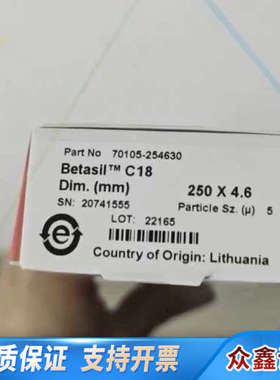 Part No 70105-254630
Betasil™ C18
Dim. (mm) 250 X 4.6
SN: 20741555 Particle Sz. (µ) 5
LOT: 22165
e
Country of Origin: Lithuania
质保证 支持开票 众鑫